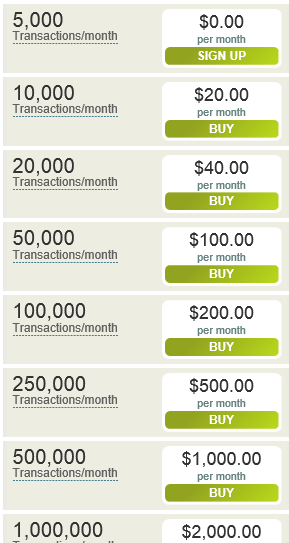 5,000
Transactions/month
$0.00
per month
SIGN UP
10,000
Transactions/month
$20.00
per month
BUY
20,000
Transactions/month
$40.00
per month
BUY
50,000
Transactions/month
$100.00
per month
BUY
100,000
Transactions/month
$200.00
per month
BUY
250,000
Transactions/month
$500.00
per month
BUY
500,000
Transactions/month
$1,000.00
per month
BUY
1,000,000
$2,000.00